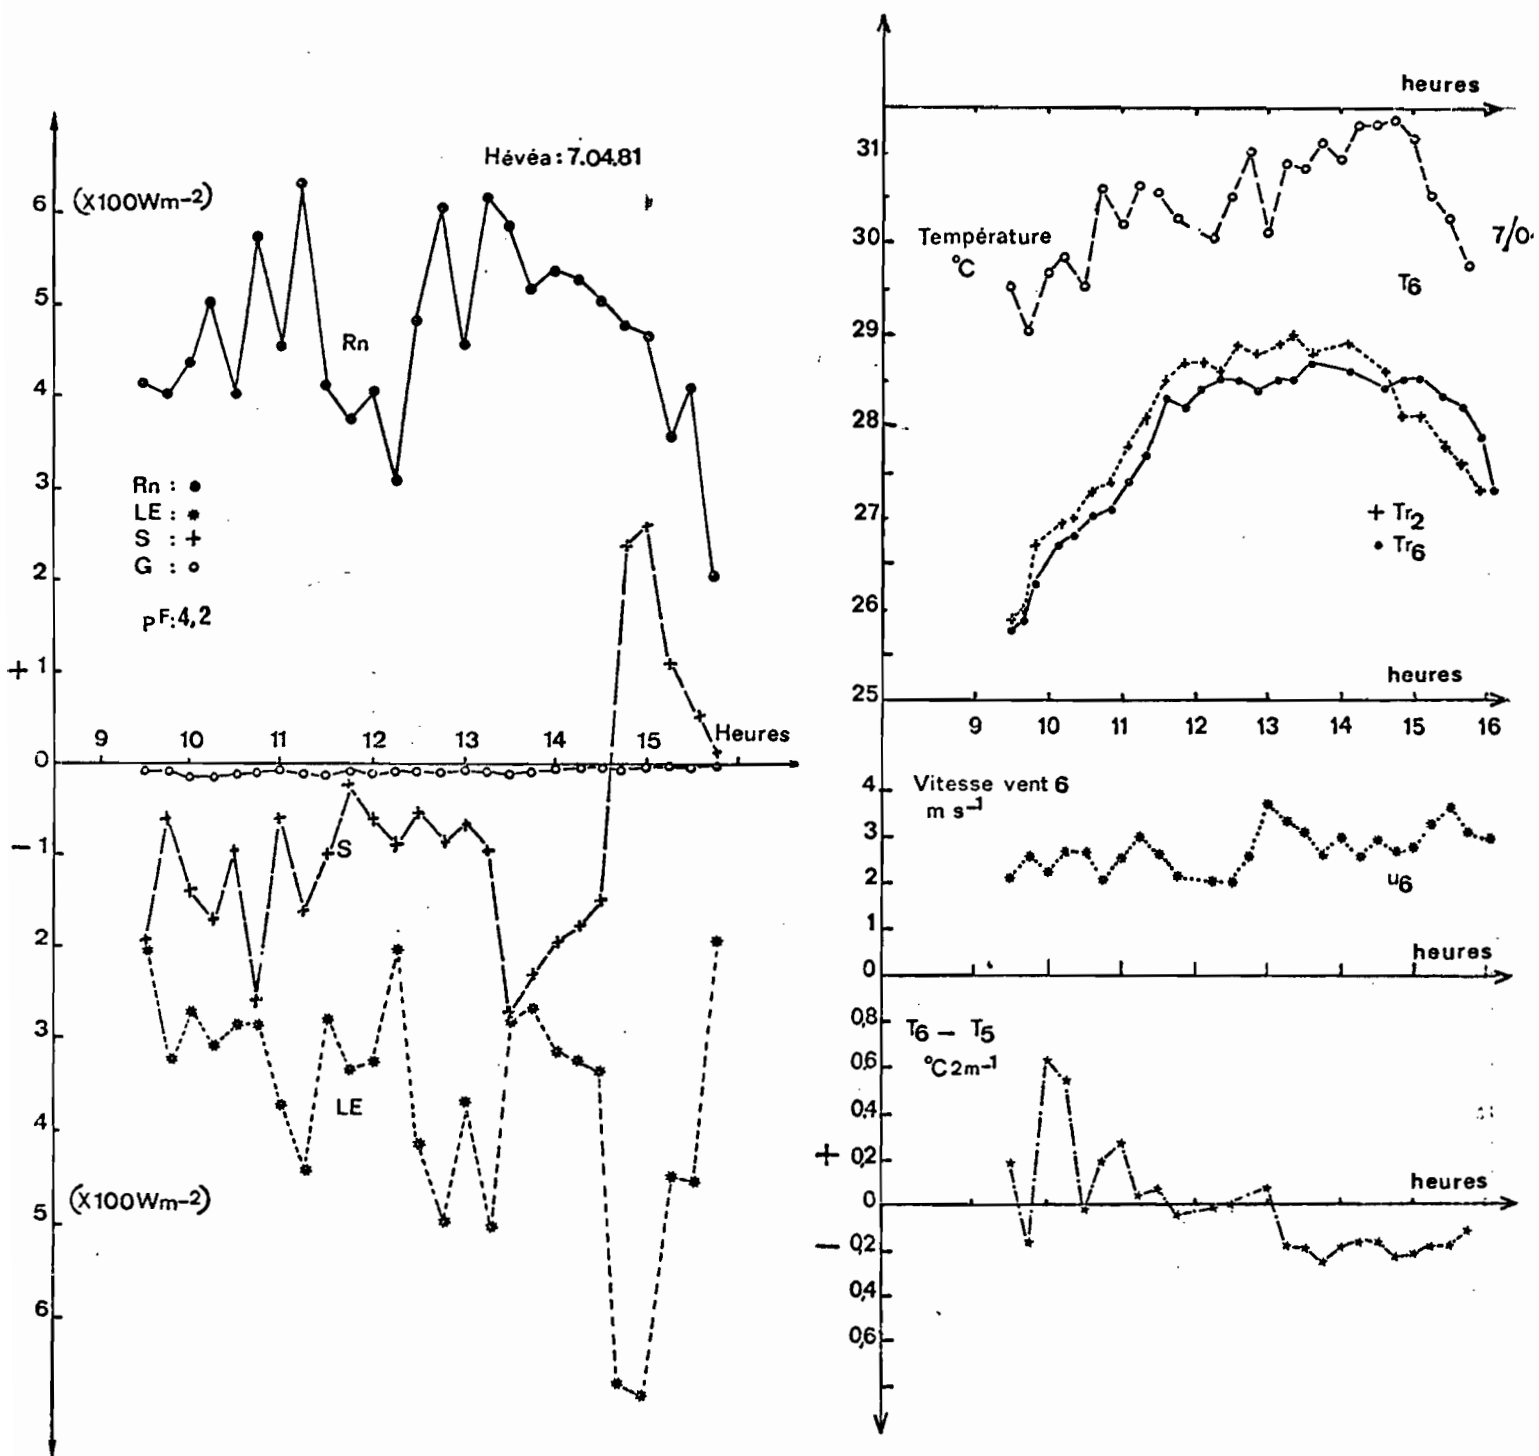 Hévéa : 7.04.81
(X100Wm-2)
6
5
Rn
4
3
Rn : ●
LE : *
S : +
G : o
2
pF:4,2
+ 1
9 10 11 12 13 14 15 Heures
0
- 1
S
2
3
LE
4
(X100Wm-2)
5
6
heures
31
30
Température
°C
7/0
T6
29
28
27
+ Tr2
● Tr6
26
heures
25
9 10 11 12 13 14 15 16
4
Vitesse vent 6
m s-1
3
2
u6
1
heures
0
0,8
T6 - T5
°C2m-1
0,6
0,4
+ 0,2
heures
0
- 0,2
0,4
0,6